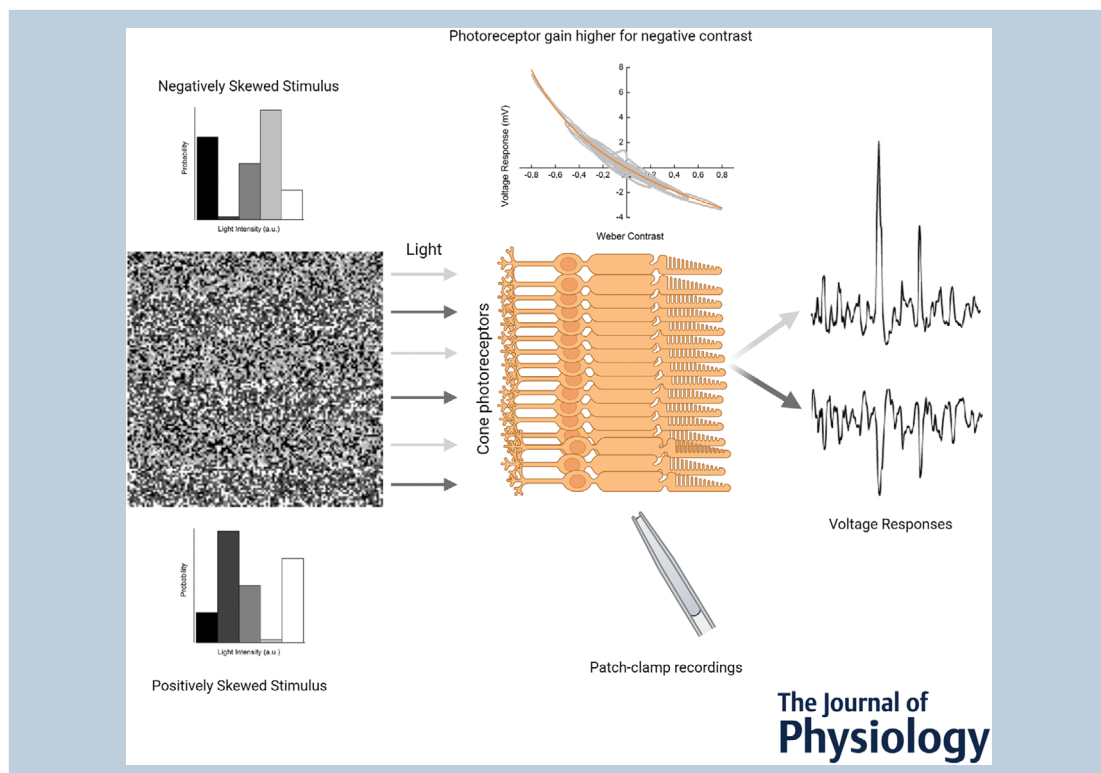 Photoreceptor gain higher for negative contrast
Negatively Skewed Stimulus
Probability
Light Intensity (a.u.)
Voltage Response (mV)
8
6
4
2
-0,8 -0,6 -0,4 -0,2 0,2 0,4 0,6 0,8
-2
-4
Weber Contrast
Light
Cone photoreceptors
Voltage Responses
Probability
Light Intensity (a.u.)
Positively Skewed Stimulus
Patch-clamp recordings
The Journal of
Physiology